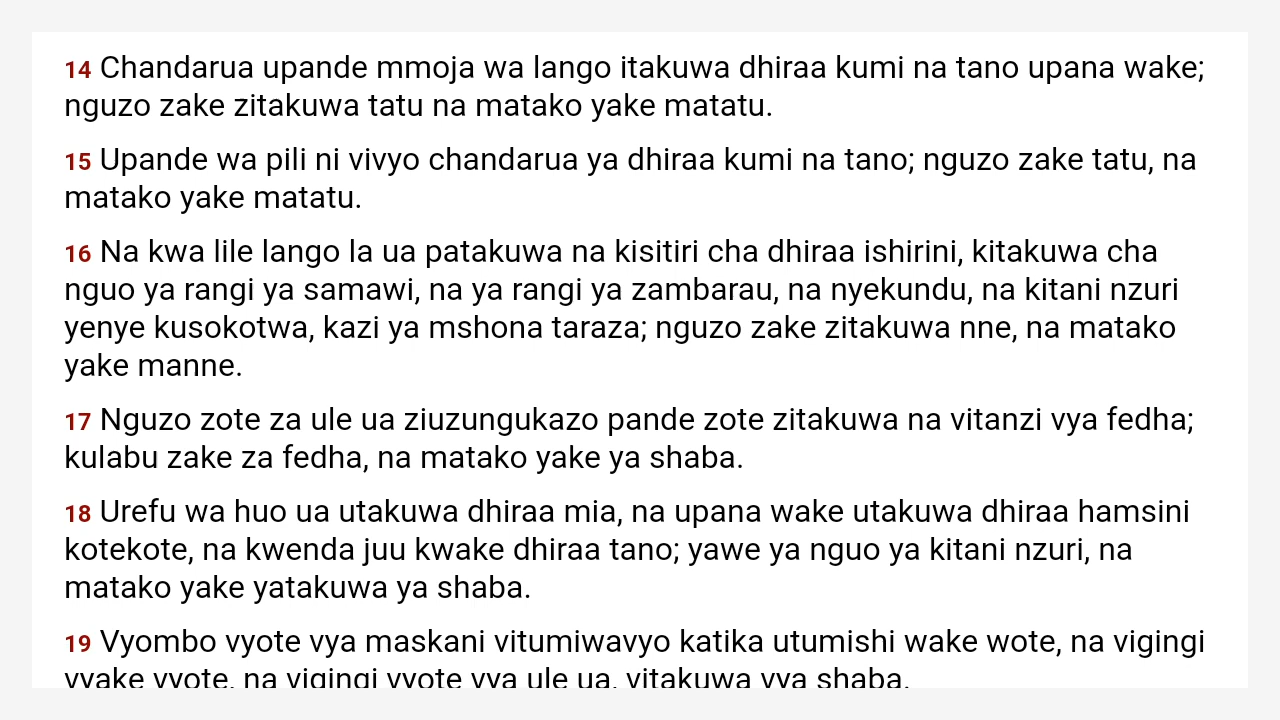 14 Chandarua upande mmoja wa lango itakuwa dhiraa kumi na tano upana wake;
nguzo zake zitakuwa tatu na matako yake matatu.
15 Upande wa pili ni vivyo chandarua ya dhiraa kumi na tano; nguzo zake tatu, na
matako yake matatu.
16 Na kwa lile lango la ua patakuwa na kisitiri cha dhiraa ishirini, kitakuwa cha
nguo ya rangi ya samawi, na ya rangi ya zambarau, na nyekundu, na kitani nzuri
yenye kusokotwa, kazi ya mshona taraza; nguzo zake zitakuwa nne, na matako
yake manne.
17 Nguzo zote za ule ua ziuzungukazo pande zote zitakuwa na vitanzi vya fedha;
kulabu zake za fedha, na matako yake ya shaba.
18 Urefu wa huo ua utakuwa dhiraa mia, na upana wake utakuwa dhiraa hamsini
kotekote, na kwenda juu kwake dhiraa tano; yawe ya nguo ya kitani nzuri, na
matako yake yatakuwa ya shaba.
19 Vyombo vyote vya maskani vitumiwavyo katika utumishi wake wote, na vigingi
vyake vyote, na vigingi vyote vya ule ua, vitakuwa vya shaba.